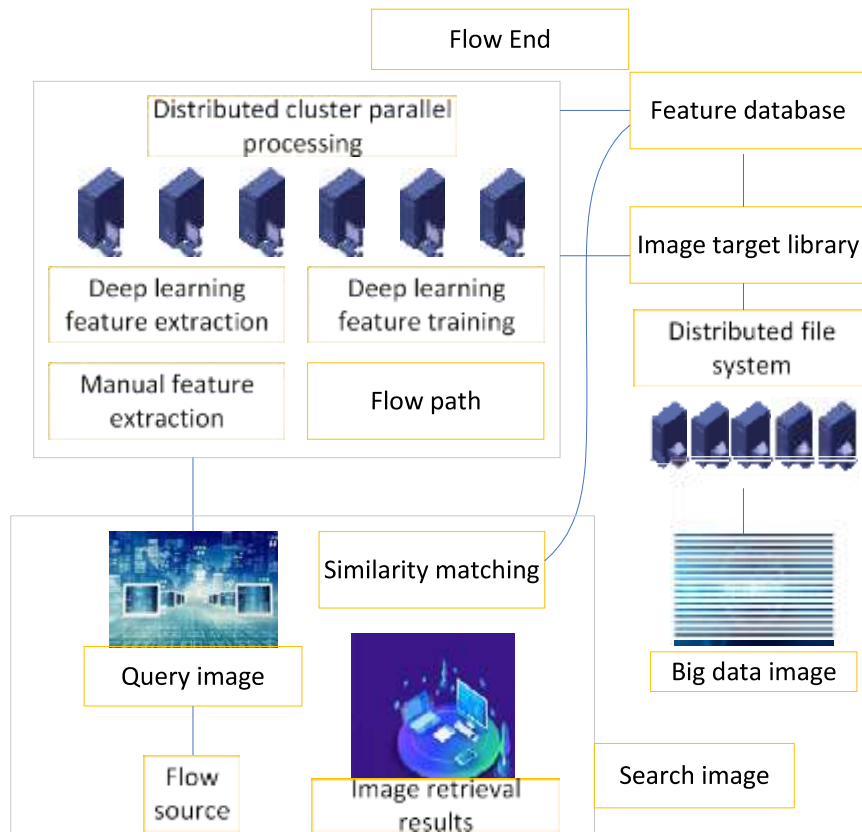 Flow End
Distributed cluster parallel
processing
Feature database
Image target library
Deep learning
feature extraction
Deep learning
feature training
Distributed file
system
Manual feature
extraction
Flow path
Similarity matching
Query image
Big data image
Flow
source
Image retrieval
results
Search image